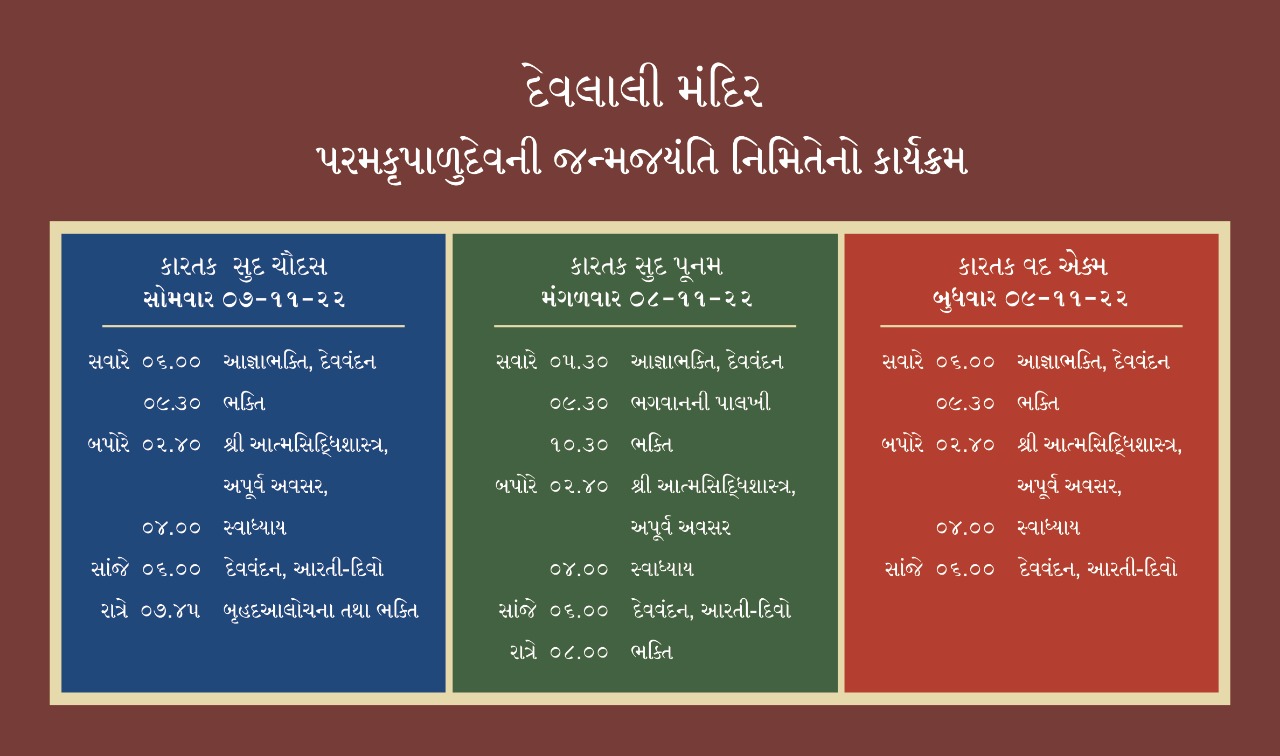 દેવલાલી મંદિર
પરમકૃપાળુદેવની જન્મજયંતિ નિમિતેનો કાર્યક્રમ
કારતક સુદ ચૌદસ
સોમવાર ૦૭-૧૧-૨૨
સવારે ૦૬.૦૦ આજ્ઞાભક્તિ, દેવવંદન
૦૯.૩૦ ભક્તિ
બપોરે ૦૨.૪૦ શ્રી આત્મસિદ્ધિશાસ્ત્ર,
અપૂર્વ અવસર,
૦૪.૦૦ સ્વાધ્યાય
સાંજે ૦૬.૦૦ દેવવંદન, આરતી-દિવો
રાત્રે ૦૭.૪૫ બૃહદઆલોચના તથા ભક્તિ
કારતક સુદ પૂનમ
મંગળવાર ૦૮-૧૧-૨૨
સવારે ૦૫.૩૦ આજ્ઞાભક્તિ, દેવવંદન
૦૯.૩૦ ભગવાનની પાલખી
૧૦.૩૦ ભક્તિ
બપોરે ૦૨.૪૦ શ્રી આત્મસિદ્ધિશાસ્ત્ર,
અપૂર્વ અવસર
૦૪.૦૦ સ્વાધ્યાય
સાંજે ૦૬.૦૦ દેવવંદન, આરતી-દિવો
રાત્રે ૦૮.૦૦ ભક્તિ
કારતક વદ એકમ
બુધવાર ૦૯-૧૧-૨૨
સવારે ૦૬.૦૦ આજ્ઞાભક્તિ, દેવવંદન
૦૯.૩૦ ભક્તિ
બપોરે ૦૨.૪૦ શ્રી આત્મસિદ્ધિશાસ્ત્ર,
અપૂર્વ અવસર,
૦૪.૦૦ સ્વાધ્યાય
સાંજે ૦૬.૦૦ દેવવંદન, આરતી-દિવો